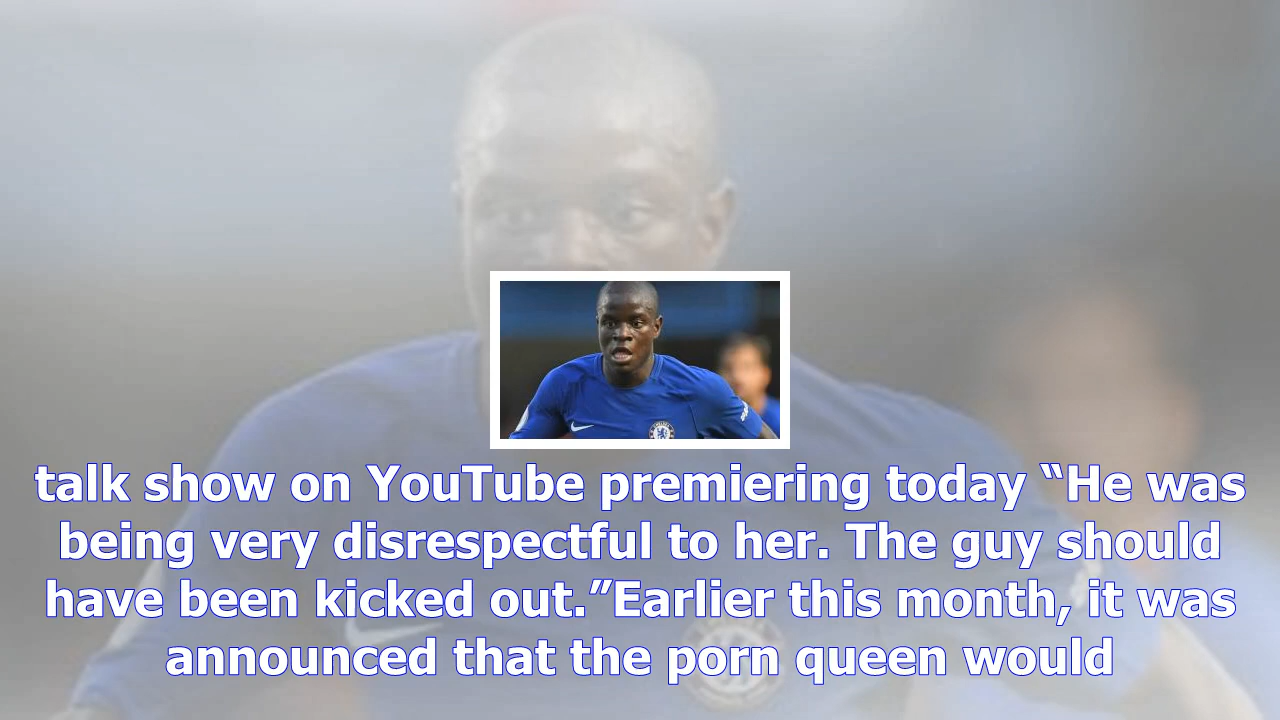 talk show on YouTube premiering today “He was
being very disrespectful to her. The guy should
have been kicked out.”Earlier this month, it was
announced that the porn queen would